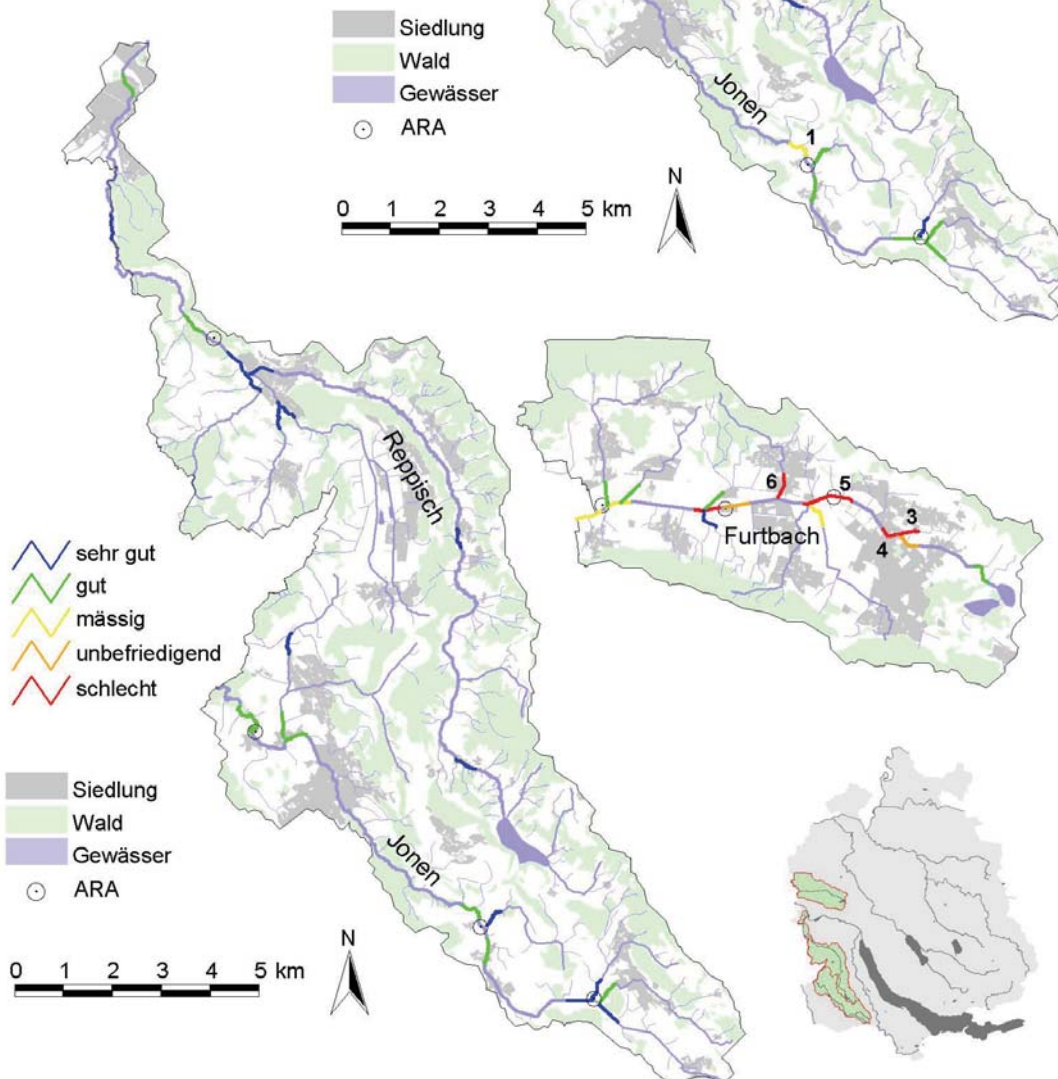 Siedlung
Wald
Gewässer
ARA
0 1 2 3 4 5 km
N
Jonen
1
Reppisch
6
5
3
4
Furtbach
sehr gut
gut
mässig
unbefriedigend
schlecht
Siedlung
Wald
Gewässer
ARA
0 1 2 3 4 5 km
N
Jonen